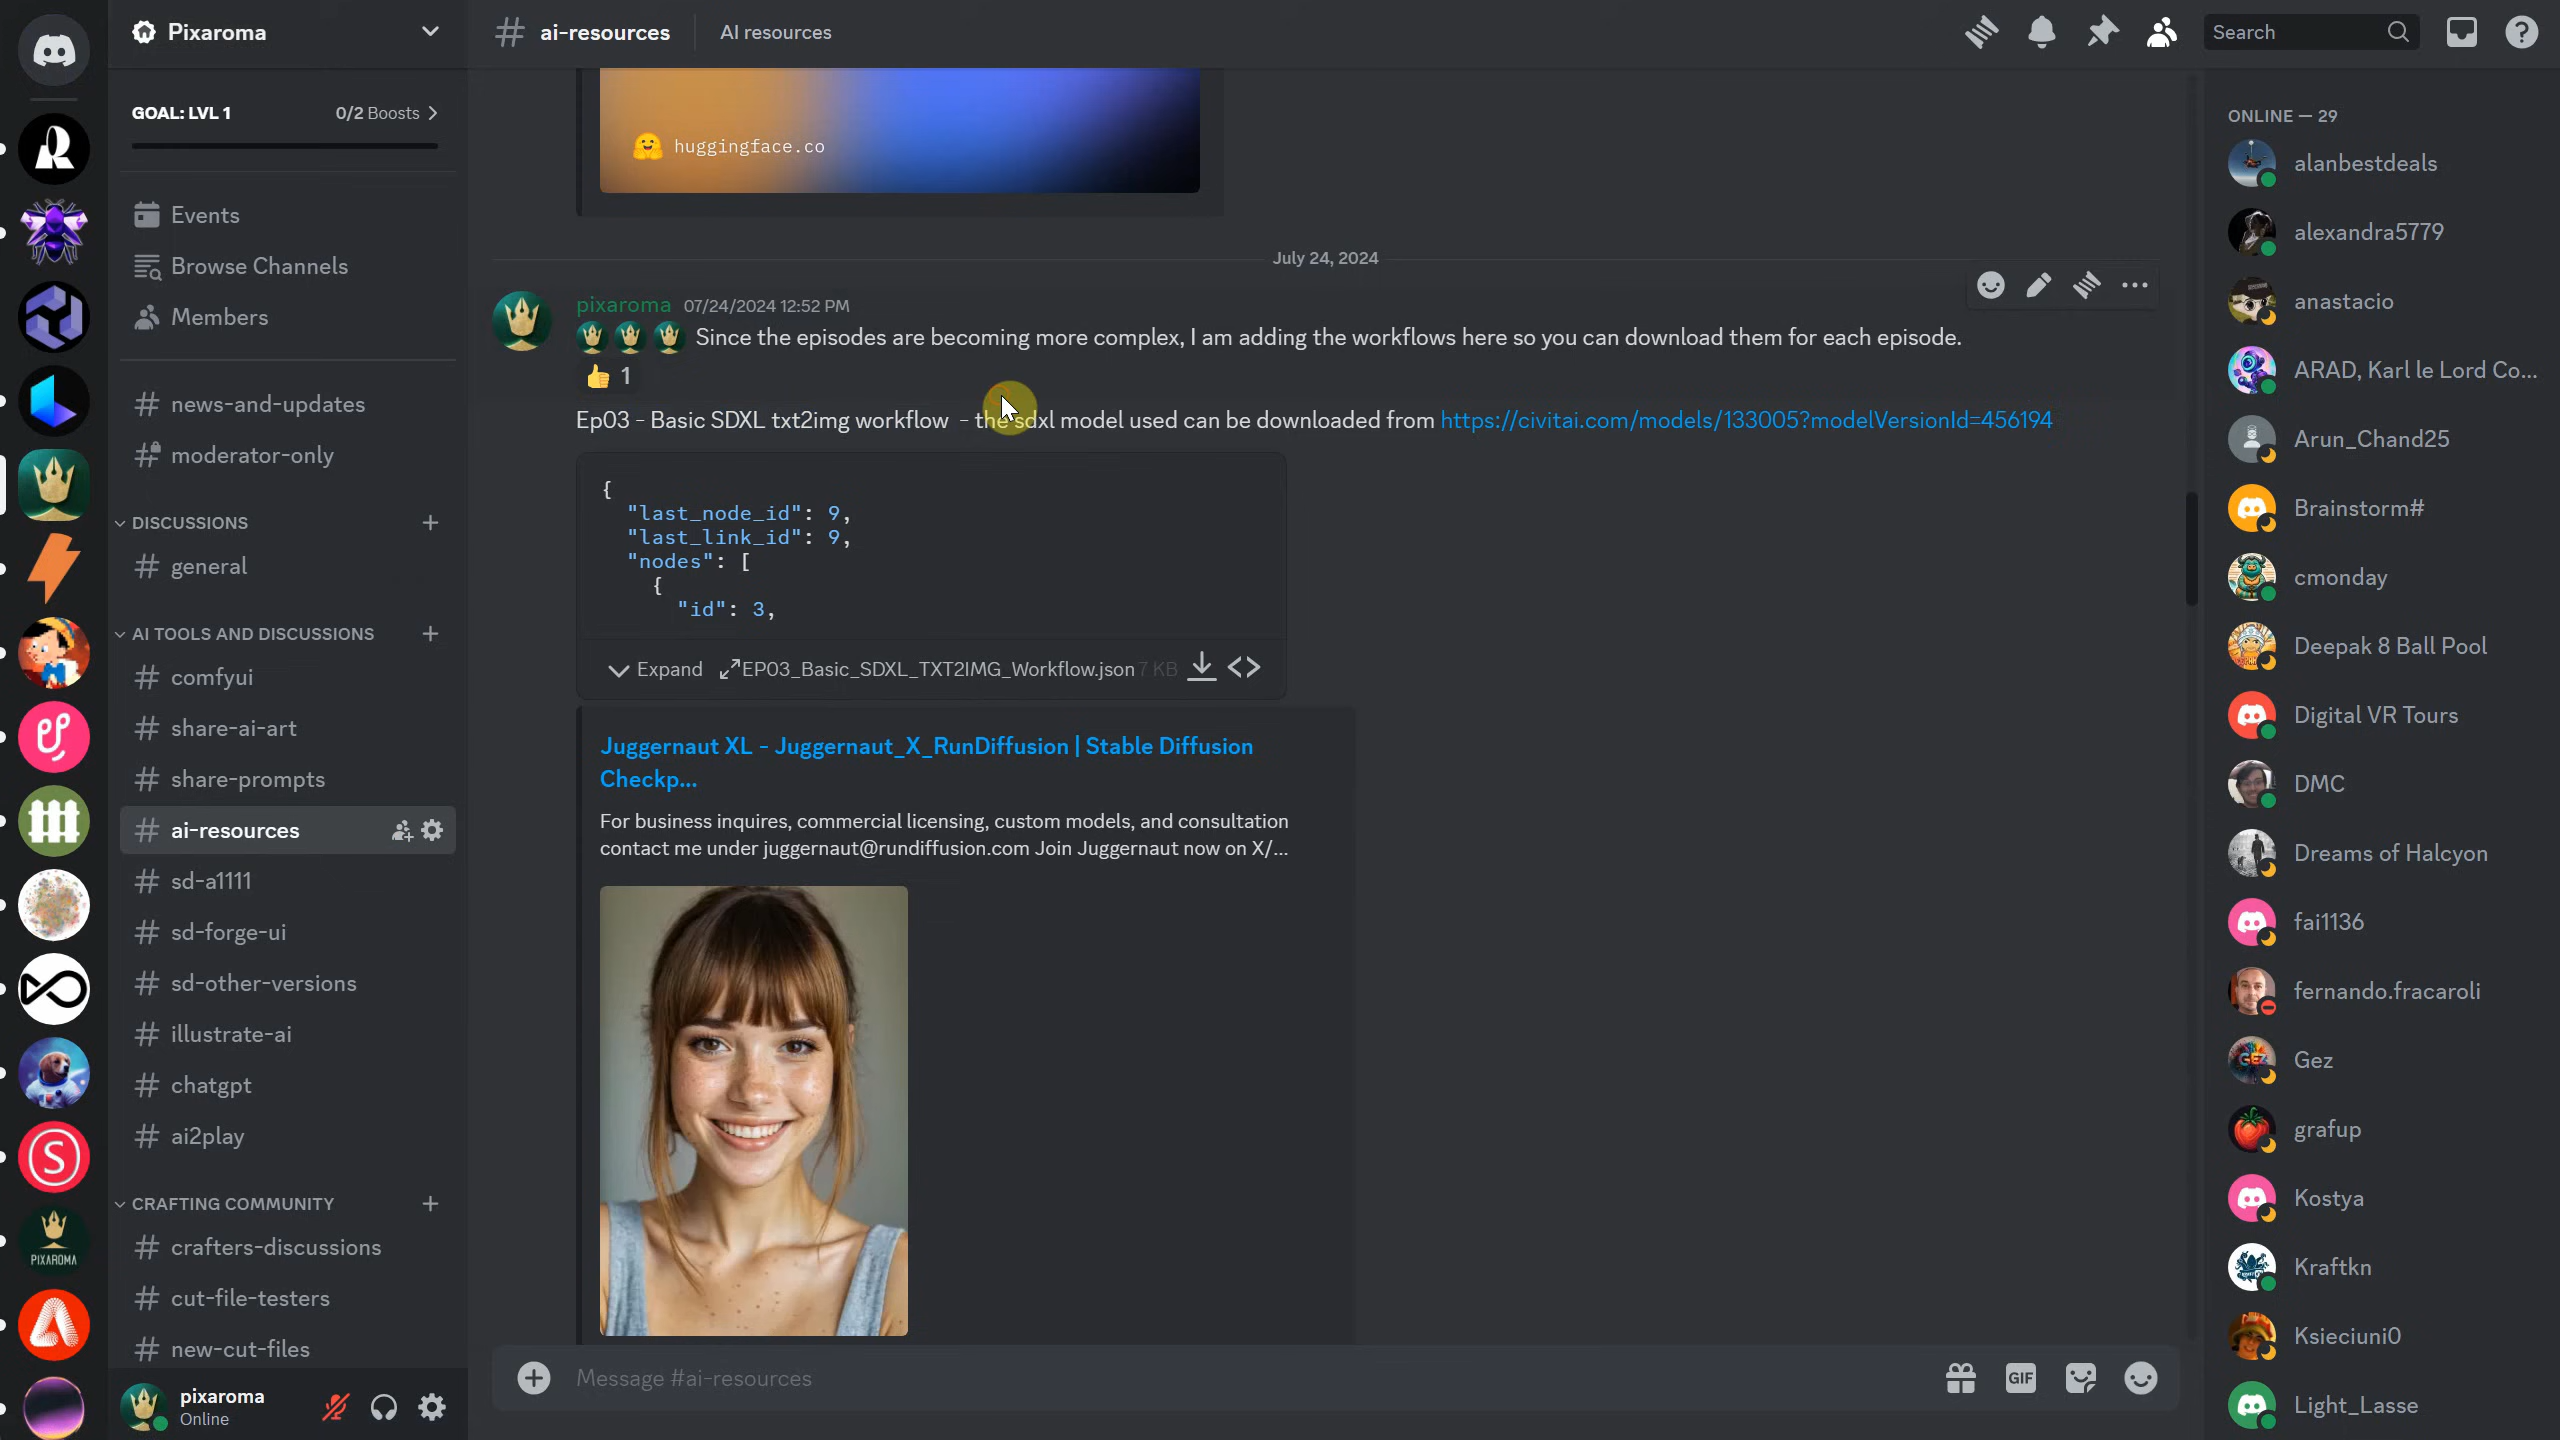 Pixaroma
GOAL: LVL 1
0/2 Boosts
Events
Browse Channels
Members
news-and-updates
moderator-only
DISCUSSIONS
general
AI TOOLS AND DISCUSSIONS
comfyui
share-ai-art
share-prompts
ai-resources
sd-a1111
sd-forge-ui
sd-other-versions
illustrate-ai
chatgpt
ai2play
CRAFTING COMMUNITY
crafters-discussions
cut-file-testers
new-cut-files
PIXAROMA
pixaroma
Online
ai-resources
AI resources
Search
huggingface.co
July 24, 2024
pixaroma 07/24/2024 12:52 PM
Since the episodes are becoming more complex, I am adding the workflows here so you can download them for each episode.
👍 1
Ep03 - Basic SDXL txt2img workflow - the sdxl model used can be downloaded from https://civitai.com/models/133005?modelVersionId=456194
{
"last_node_id": 9,
"last_link_id": 9,
"nodes": [
{
"id": 3,
Expand EP03_Basic_SDXL_TXT2IMG_Workflow.json 7 KB
Juggernaut XL - Juggernaut_X_RunDiffusion | Stable Diffusion
Checkp...
For business inquires, commercial licensing, custom models, and consultation
contact me under juggernaut@rundiffusion.com Join Juggernaut now on X/...
Message #ai-resources
GIF
ONLINE — 29
alanbestdeals
alexandra5779
anastacio
ARAD, Karl le Lord Co...
Arun_Chand25
Brainstorm#
cmonday
Deepak 8 Ball Pool
Digital VR Tours
DMC
Dreams of Halcyon
fai1136
fernando.fracaroli
Gez
grafup
Kostya
Kraftkn
Ksieciuni0
Light_Lasse